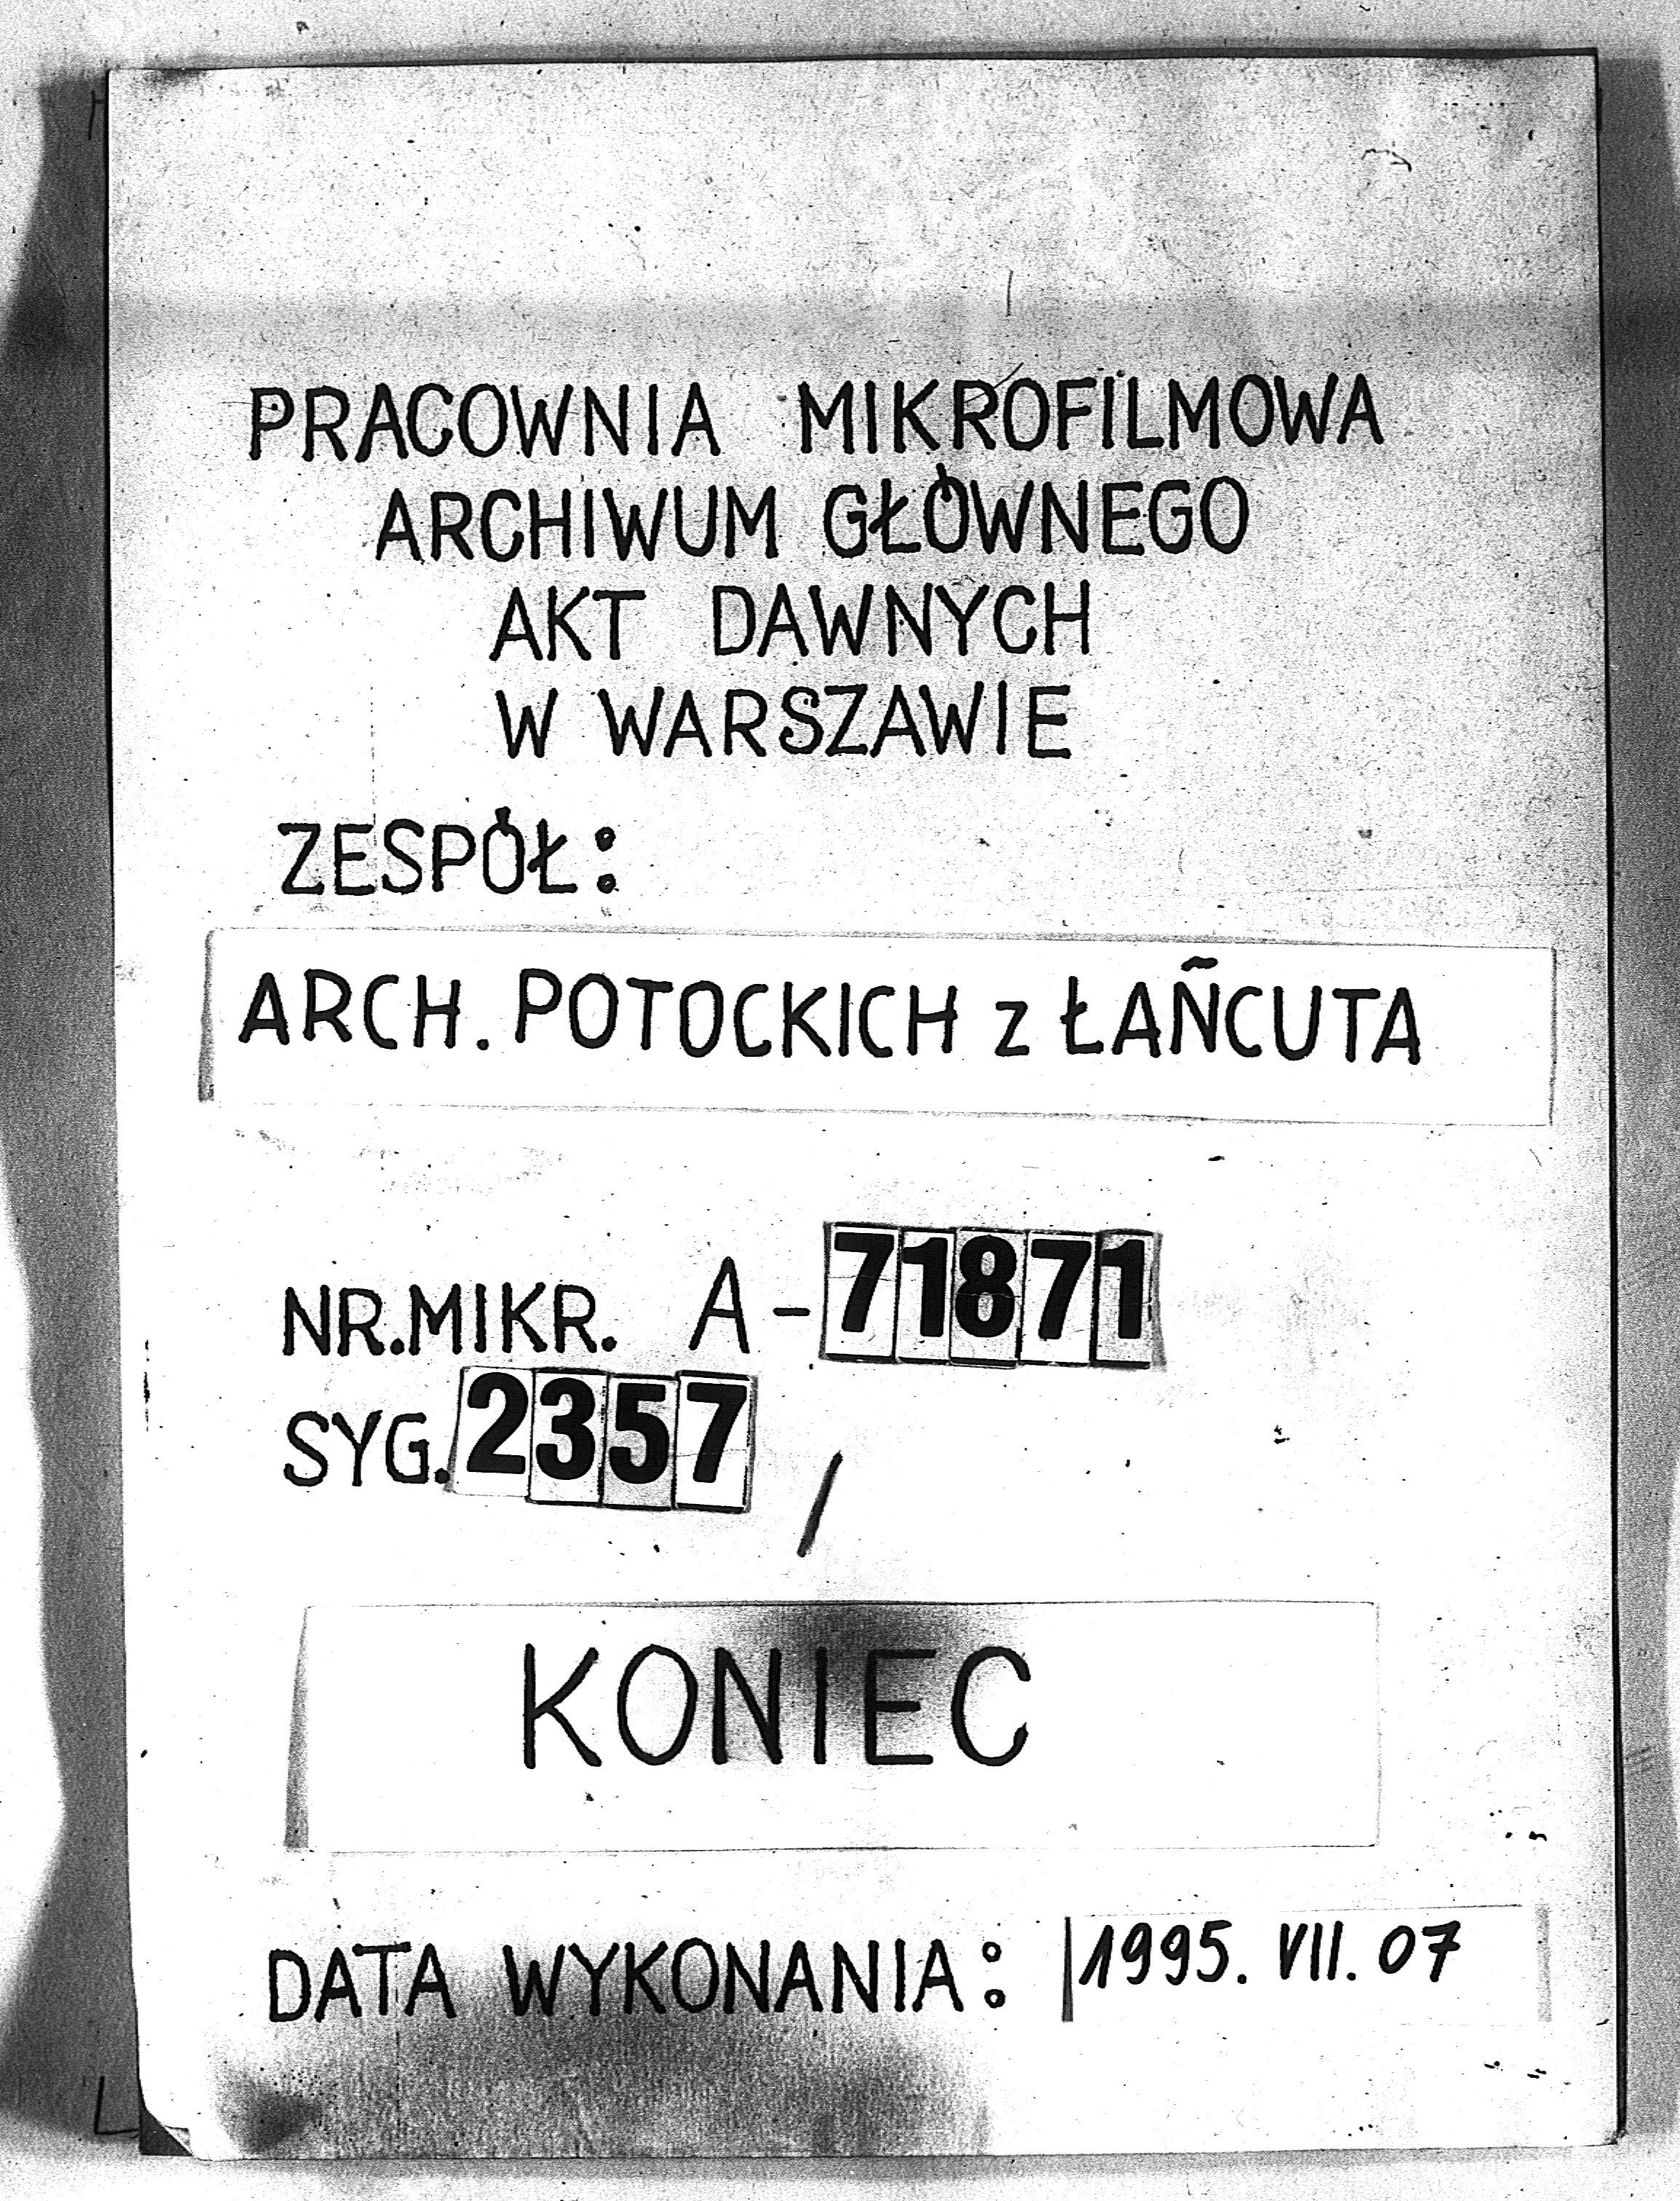 PRACOWNIA MIKROFILMOWA
ARCHIWUM GŁÓWNEGO
AKT DAWNYCH
W WARSZAWIE
ZESPÓŁ:
ARCH. POTOCKICH z ŁAÑCUTA
NR.MIKR. A-71871
SYG.2357 /
KONIEC
DATA WYKONANIA: 1995. VII. 07